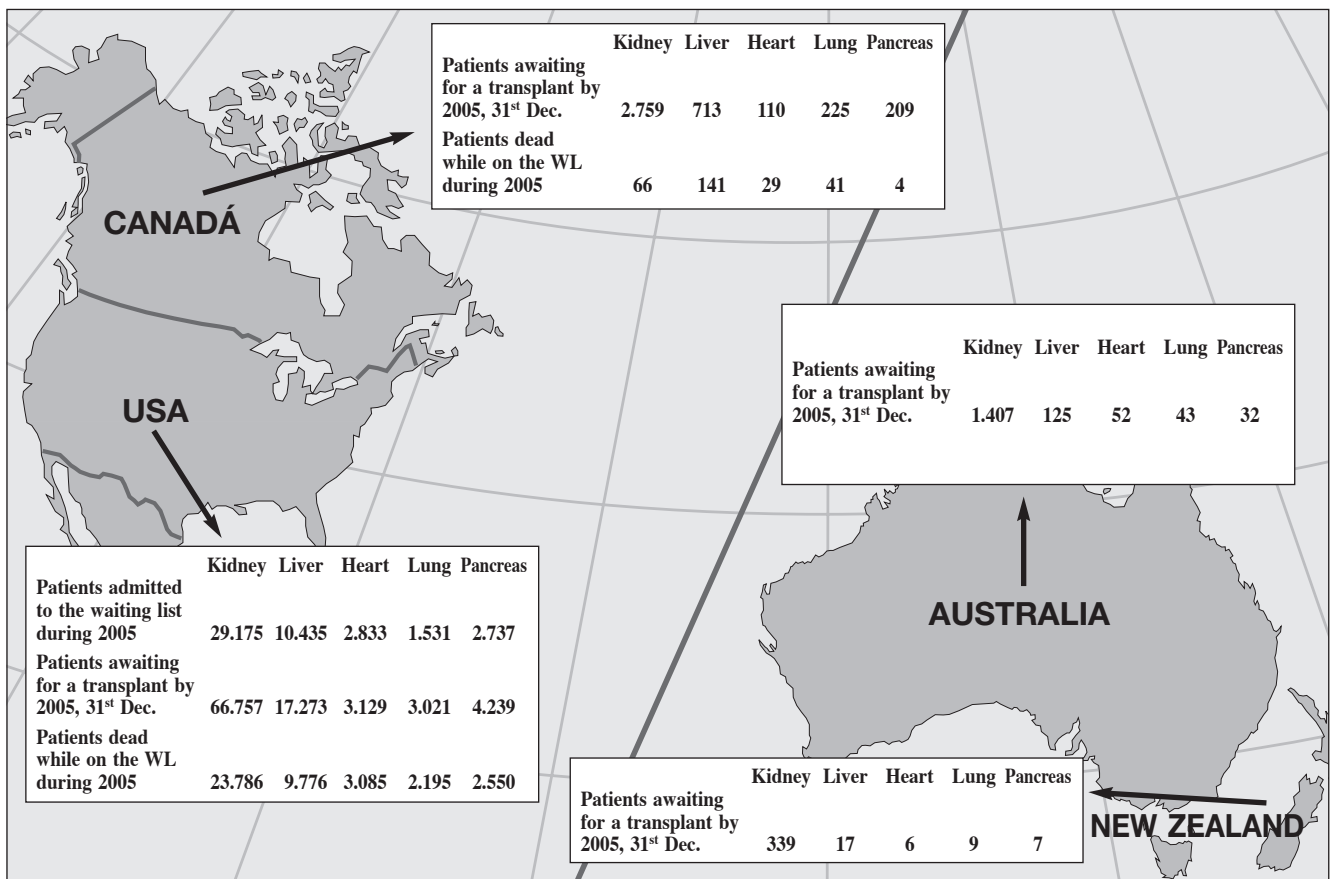 Kidney Liver Heart Lung Pancreas
Patients awaiting
for a transplant by
2005, 31st Dec. 2.759 713 110 225 209
Patients dead
while on the WL
during 2005 66 141 29 41 4
CANADÁ
Kidney Liver Heart Lung Pancreas
Patients awaiting
for a transplant by
2005, 31st Dec. 1.407 125 52 43 32
USA
AUSTRALIA
Kidney Liver Heart Lung Pancreas
Patients admitted
to the waiting list
during 2005 29.175 10.435 2.833 1.531 2.737
Patients awaiting
for a transplant by
2005, 31st Dec. 66.757 17.273 3.129 3.021 4.239
Patients dead
while on the WL
during 2005 23.786 9.776 3.085 2.195 2.550
Kidney Liver Heart Lung Pancreas
Patients awaiting
for a transplant by
2005, 31st Dec. 339 17 6 9 7
NEW ZEALAND